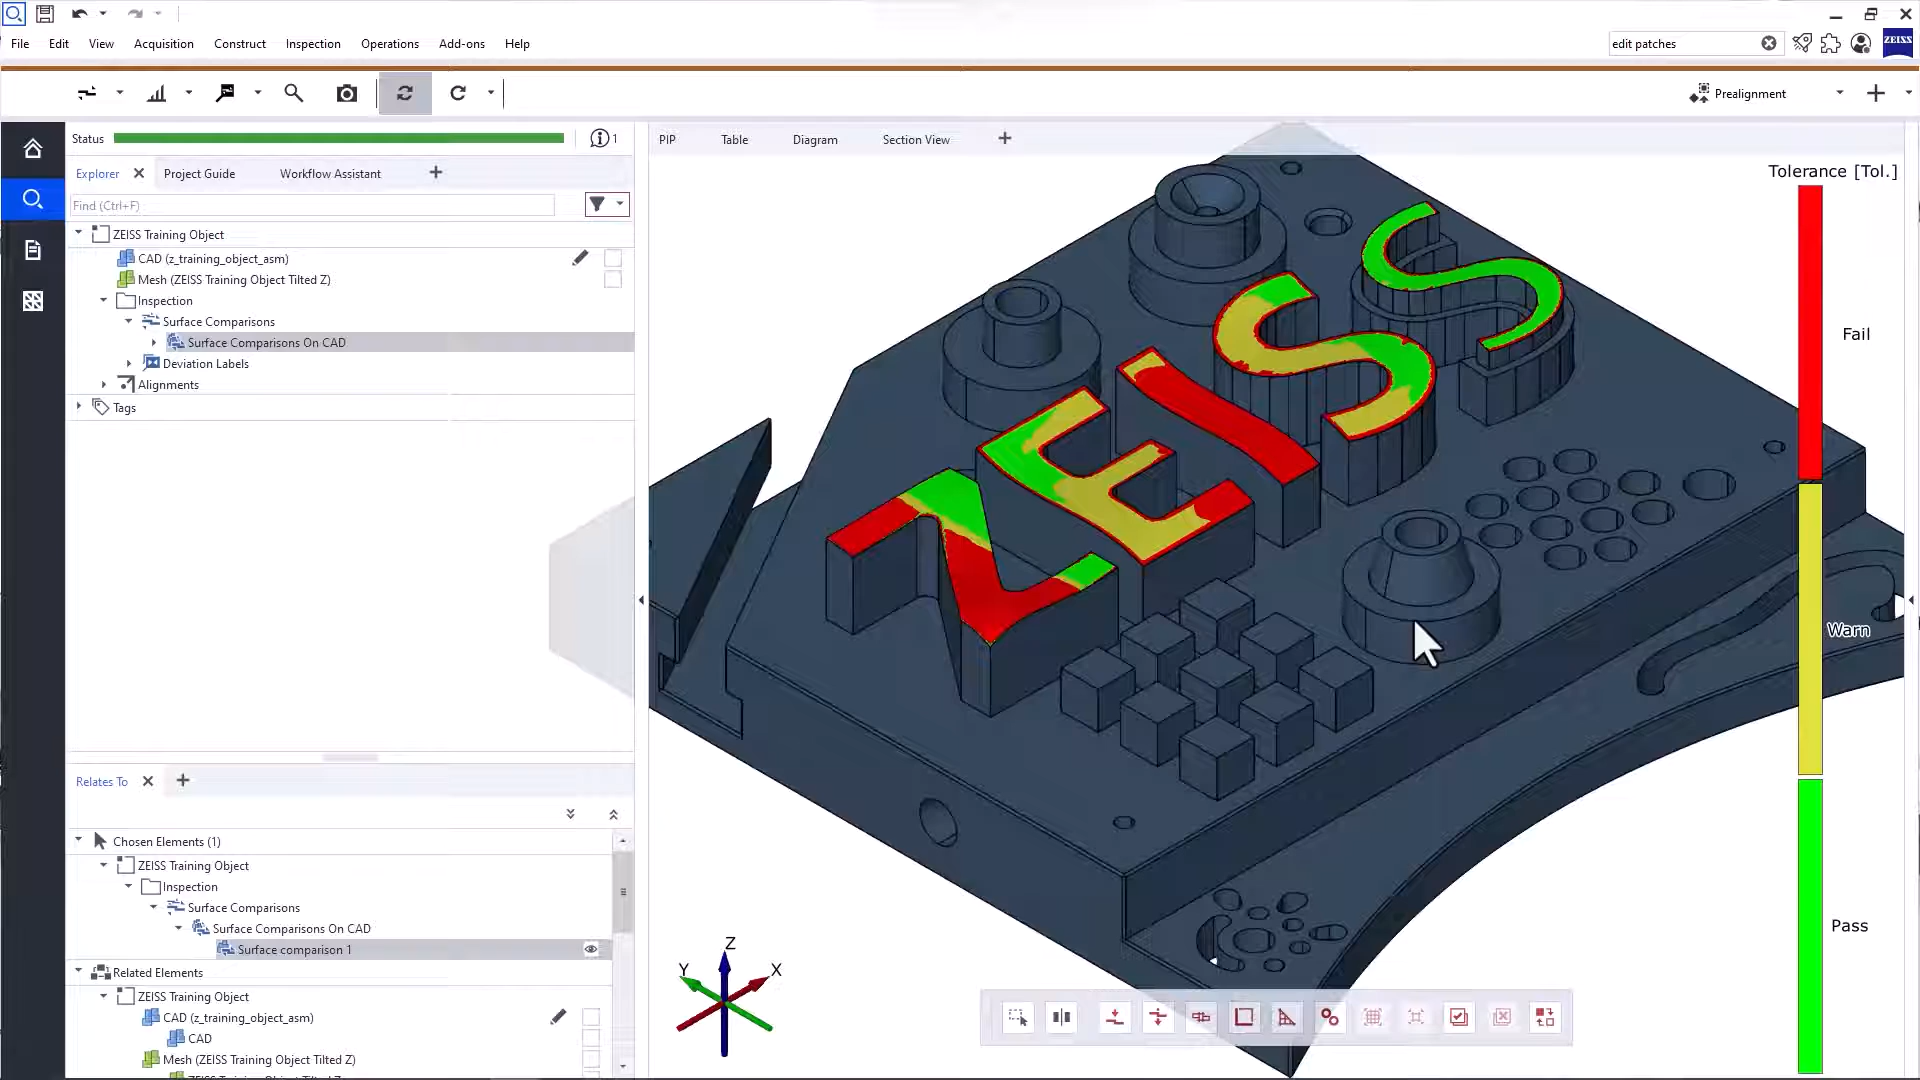 File Edit View Acquisition Construct Inspection Operations Add-ons Help
edit patches
ZEISS
Prealignment
Status
1
PIP Table Diagram Section View
Explorer Project Guide Workflow Assistant
Find (Ctrl+F)
ZEISS Training Object
CAD (z_training_object_asm)
Mesh (ZEISS Training Object Tilted Z)
Inspection
Surface Comparisons
Surface Comparisons On CAD
Deviation Labels
Alignments
Tags
Relates To
Chosen Elements (1)
ZEISS Training Object
Inspection
Surface Comparisons
Surface Comparisons On CAD
Surface comparison 1
Related Elements
ZEISS Training Object
CAD (z_training_object_asm)
CAD
Mesh (ZEISS Training Object Tilted Z)
Tolerance [Tol.]
Fail
Warn
Pass
ZEISS
Z
Y
X